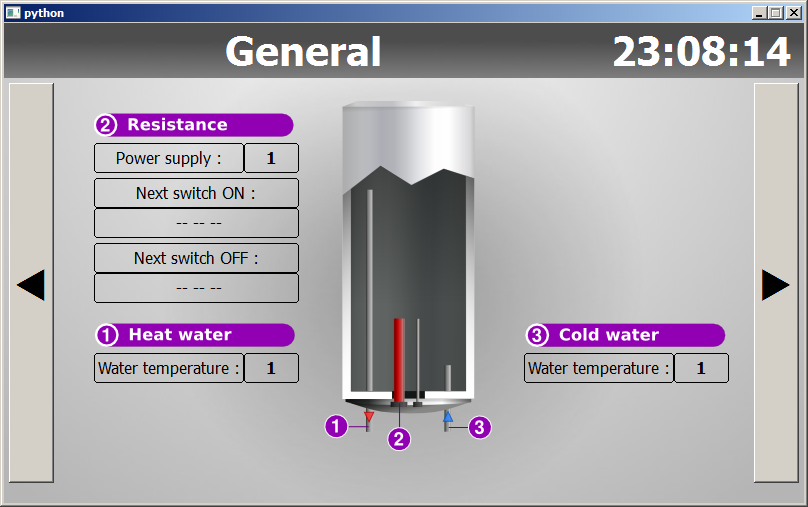 python
General
23:08:14
2 Resistance
Power supply : 1
Next switch ON :
-- -- --
Next switch OFF :
-- -- --
1 Heat water
Water temperature : 1
3 Cold water
Water temperature : 1
1
2
3